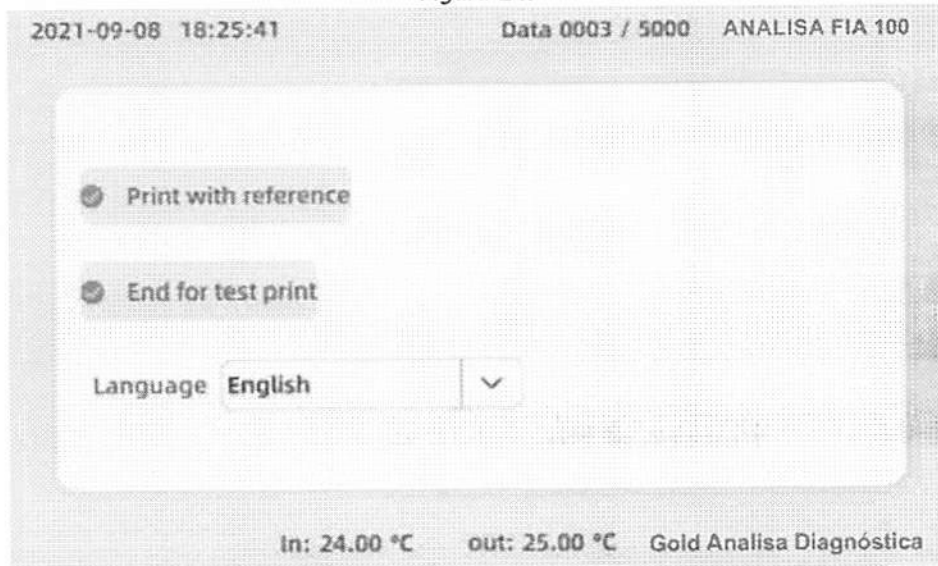 2021-09-08 18:25:41 Data 0003 / 5000 ANALISA FIA 100
Print with reference
End for test print
Language English
In: 24.00 °C out: 25.00 °C Gold Analisa Diagnóstica